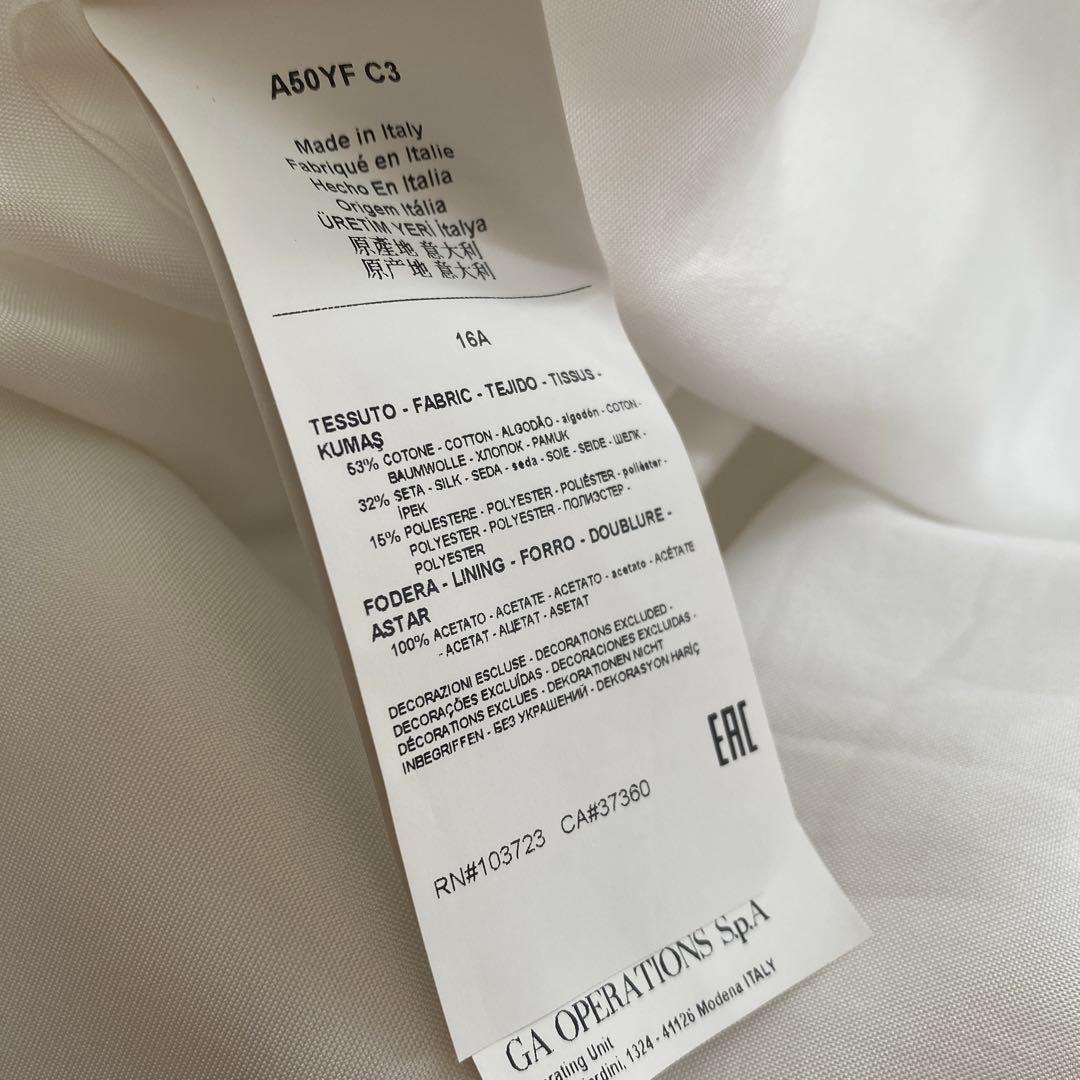 A50YF C3
Made in Italy
Fabriqué en Italie
Hecho En Italia
Origem Itália
ÜRETİM YERİ İtalya
原產地 意大利
原产地 意大利
16A
TESSUTO - FABRIC - TEJIDO - TISSUS -
KUMAŞ
53% COTONE - COTTON - ALGODÃO - algodón - COTON -
BAUMWOLLE - ХЛОПОК - PAMUK
32% SETA - SILK - SEDA - seda - SOIE - SEIDE - ШЕЛК -
İPEK
15% POLIESTERE - POLYESTER - POLIÉSTER - poliéster -
POLYESTER - POLYESTER - ПОЛИЭСТЕР -
POLYESTER
FODERA - LINING - FORRO - DOUBLURE -
ASTAR
100% ACETATO - ACETATE - ACETATO - acetato - ACÉTATE
- ACETAT - АЦЕТАТ - ASETAT
DECORAZIONI ESCLUSE - DECORATIONS EXCLUDED -
DECORAÇÕES EXCLUÍDAS - DECORACIONES EXCLUIDAS -
DÉCORATIONS EXCLUES - DEKORATIONEN NICHT
INBEGRIFFEN - БЕЗ УКРАШЕНИЙ - DEKORASYON HARİÇ
EAC
RN#103723 CA#37360
GA OPERATIONS S.p.A
rating Unit
ardini, 1324 - 41126 Modena ITALY